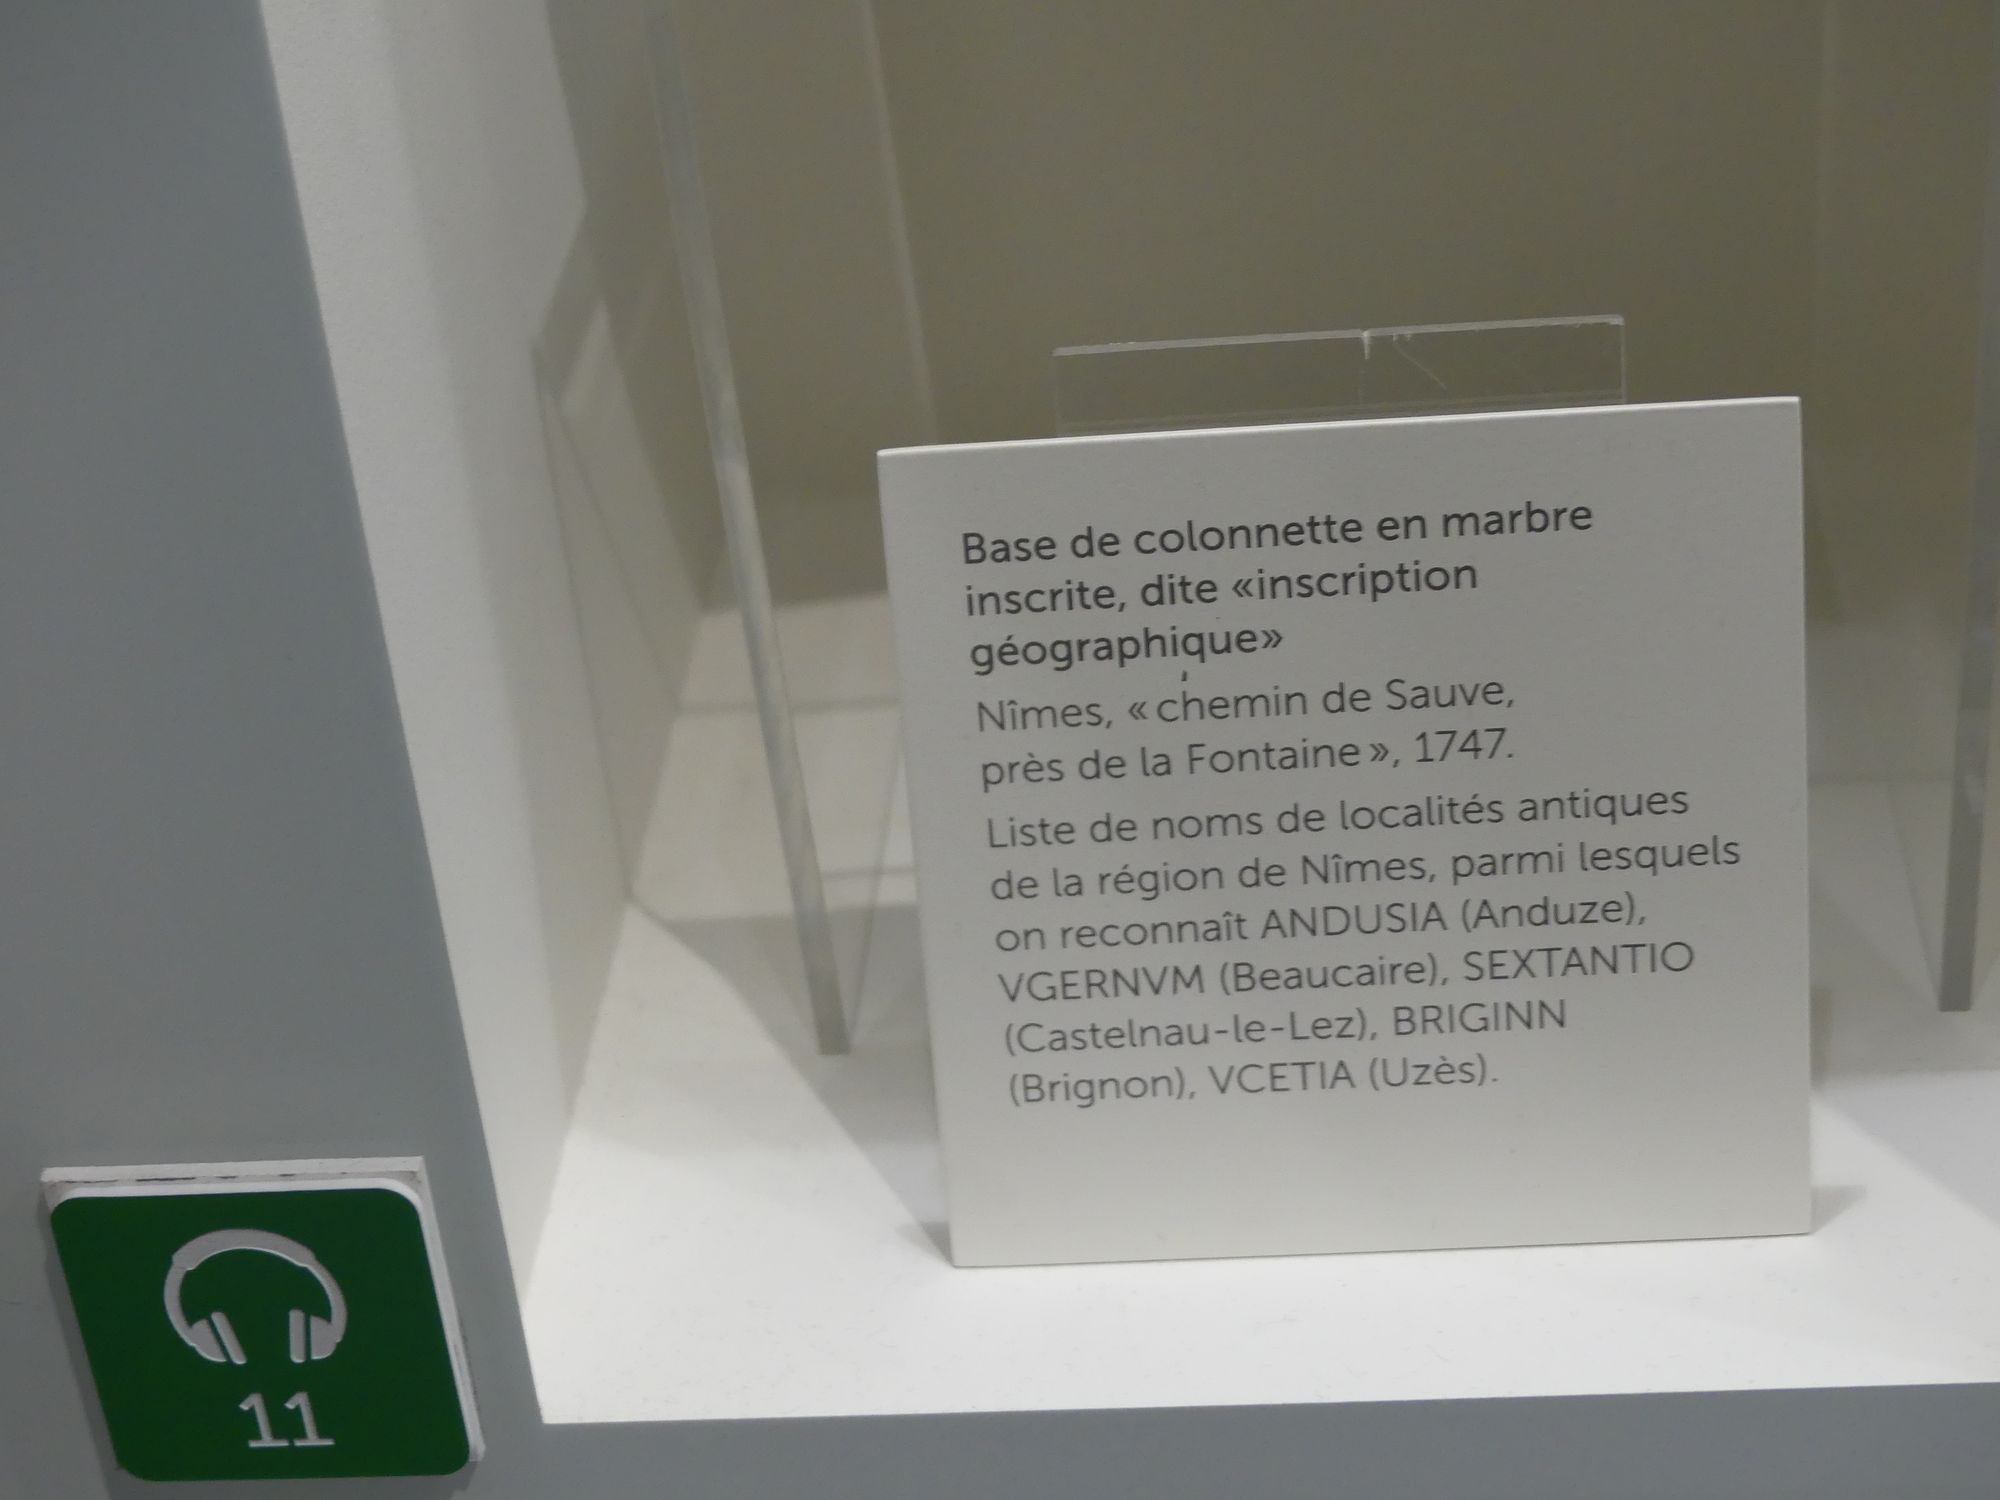 Base de colonnette en marbre
inscrite, dite «inscription
géographique»
Nîmes, « chemin de Sauve,
près de la Fontaine », 1747.
Liste de noms de localités antiques
de la région de Nîmes, parmi lesquels
on reconnaît ANDUSIA (Anduze),
VGERNVM (Beaucaire), SEXTANTIO
(Castelnau-le-Lez), BRIGINN
(Brignon), VCETIA (Uzès).
11